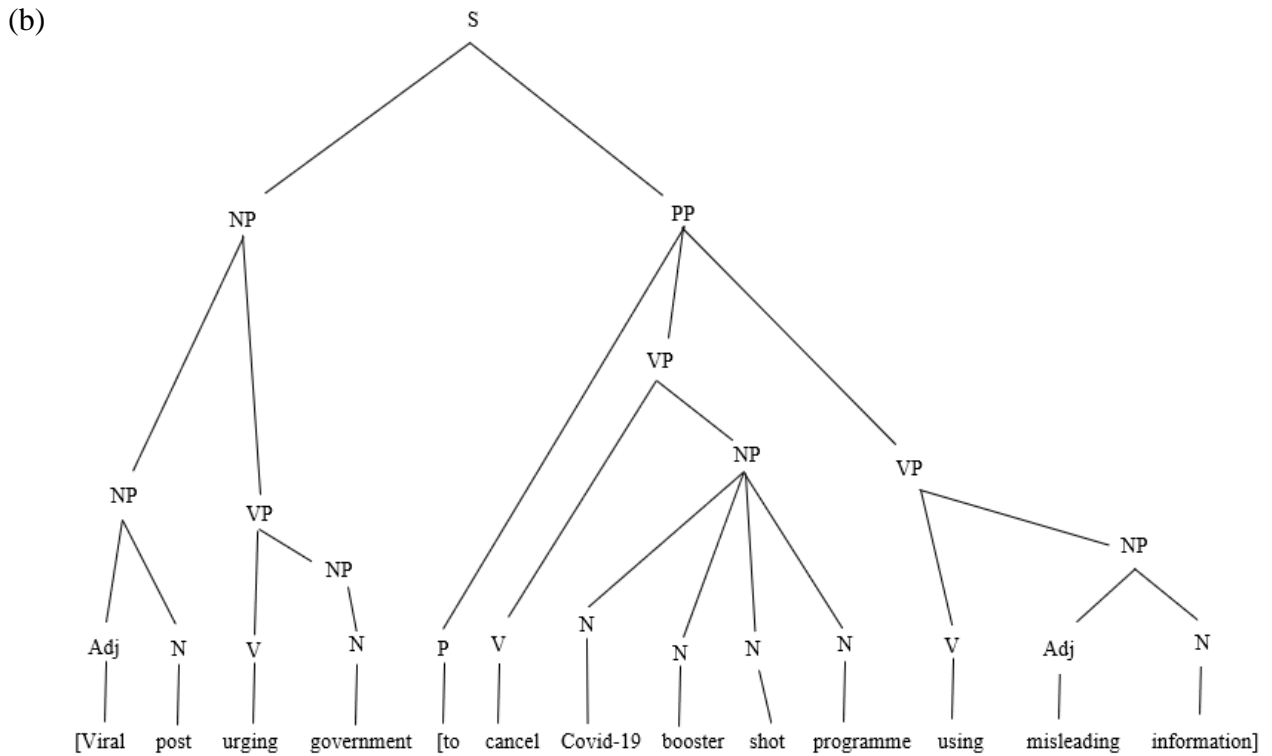 (b)
S
NP PP
VP
NP
VP
NP
VP
NP
NP
Adj N V N P V N N N N V Adj N
[Viral post urging government [to cancel Covid-19 booster shot programme using misleading information]